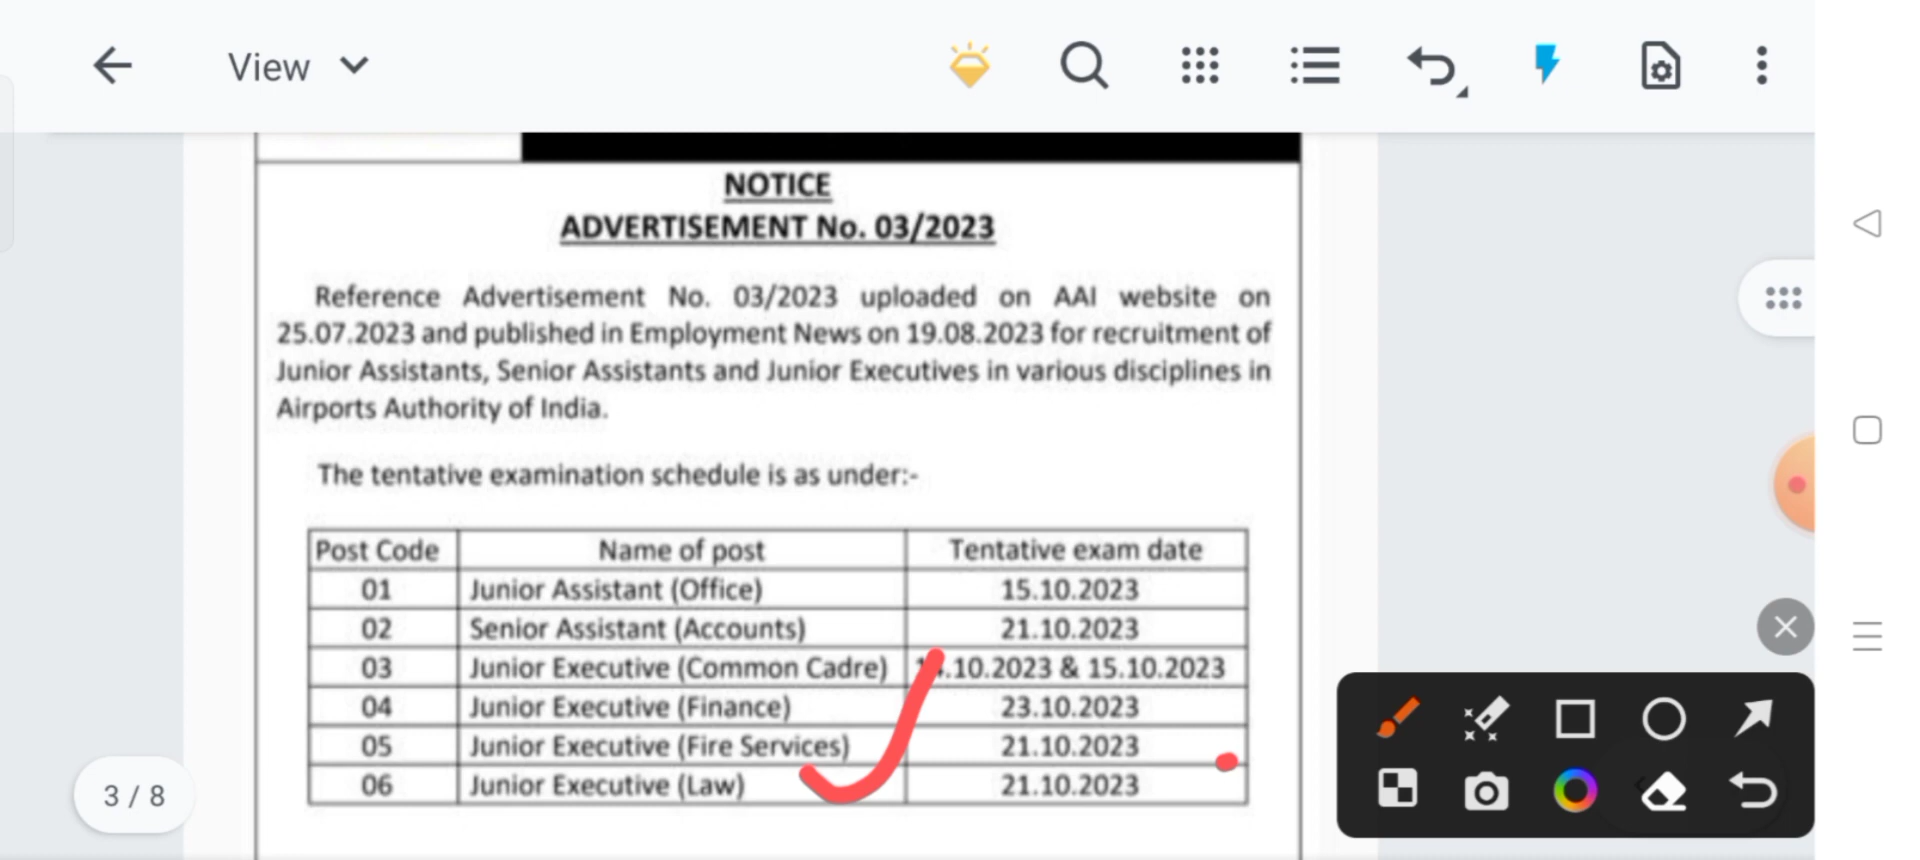 View
NOTICE
ADVERTISEMENT No. 03/2023
Reference Advertisement No. 03/2023 uploaded on AAI website on
25.07.2023 and published in Employment News on 19.08.2023 for recruitment of
Junior Assistants, Senior Assistants and Junior Executives in various disciplines in
Airports Authority of India.
The tentative examination schedule is as under:-
Post Code Name of post Tentative exam date
01 Junior Assistant (Office) 15.10.2023
02 Senior Assistant (Accounts) 21.10.2023
03 Junior Executive (Common Cadre) .10.2023 & 15.10.2023
04 Junior Executive (Finance) 23.10.2023
05 Junior Executive (Fire Services) 21.10.2023
06 Junior Executive (Law) 21.10.2023
3 / 8